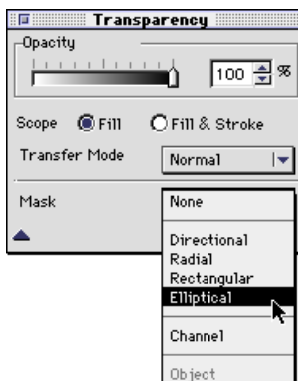 Transparency
Opacity
100 %
Scope Fill Fill & Stroke
Transfer Mode Normal
Mask None
Directional
Radial
Rectangular
Elliptical
Channel
Object